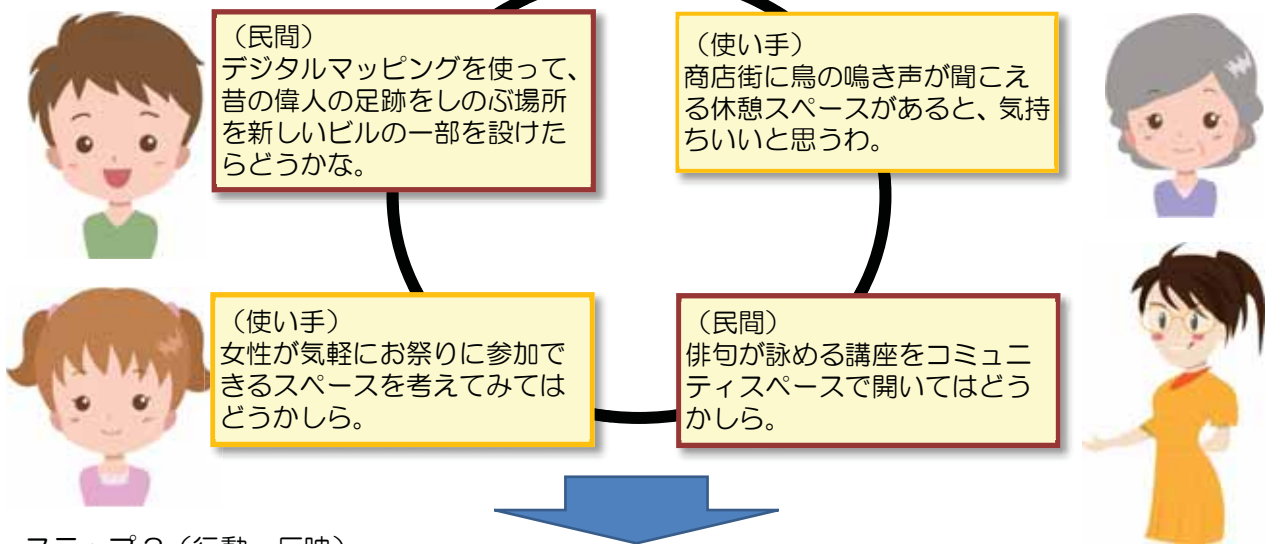 （民間）
デジタルマッピングを使って、
昔の偉人の足跡をしのぶ場所
を新しいビルの一部を設けた
らどうかな。
（使い手）
商店街に鳥の鳴き声が聞こえ
る休憩スペースがあると、気持
ちいいと思うわ。
（使い手）
女性が気軽にお祭りに参加で
きるスペースを考えてみては
どうかしら。
（民間）
俳句が詠める講座をコミュニ
ティスペースで開いてはどう
かしら。